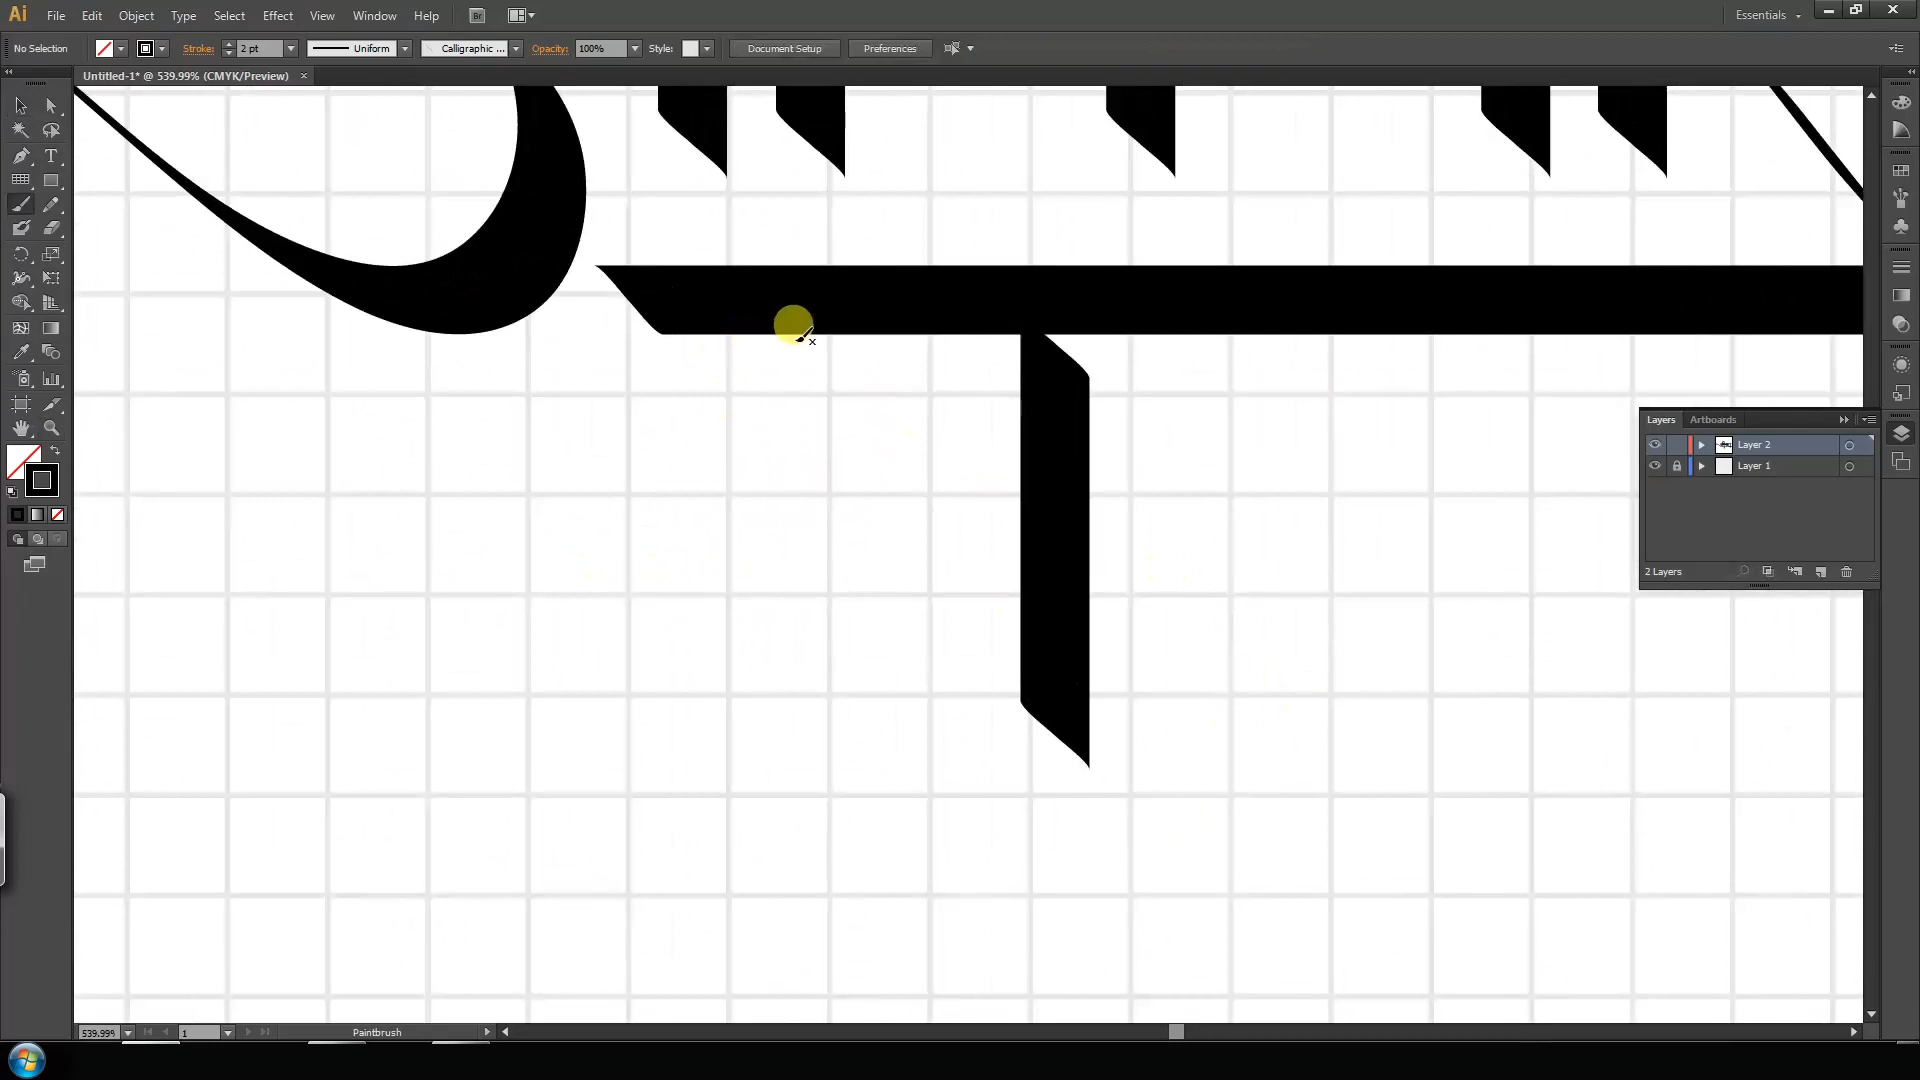 Ai File Edit Object Type Select Effect View Window Help Br Essentials
No Selection Stroke: 2 pt Uniform Calligraphic ... Opacity: 100% Style: Document Setup Preferences
Untitled-1* @ 539.99% (CMYK/Preview)
Layers Artboards
Layer 2
Layer 1
2 Layers
539.99% 1 Paintbrush